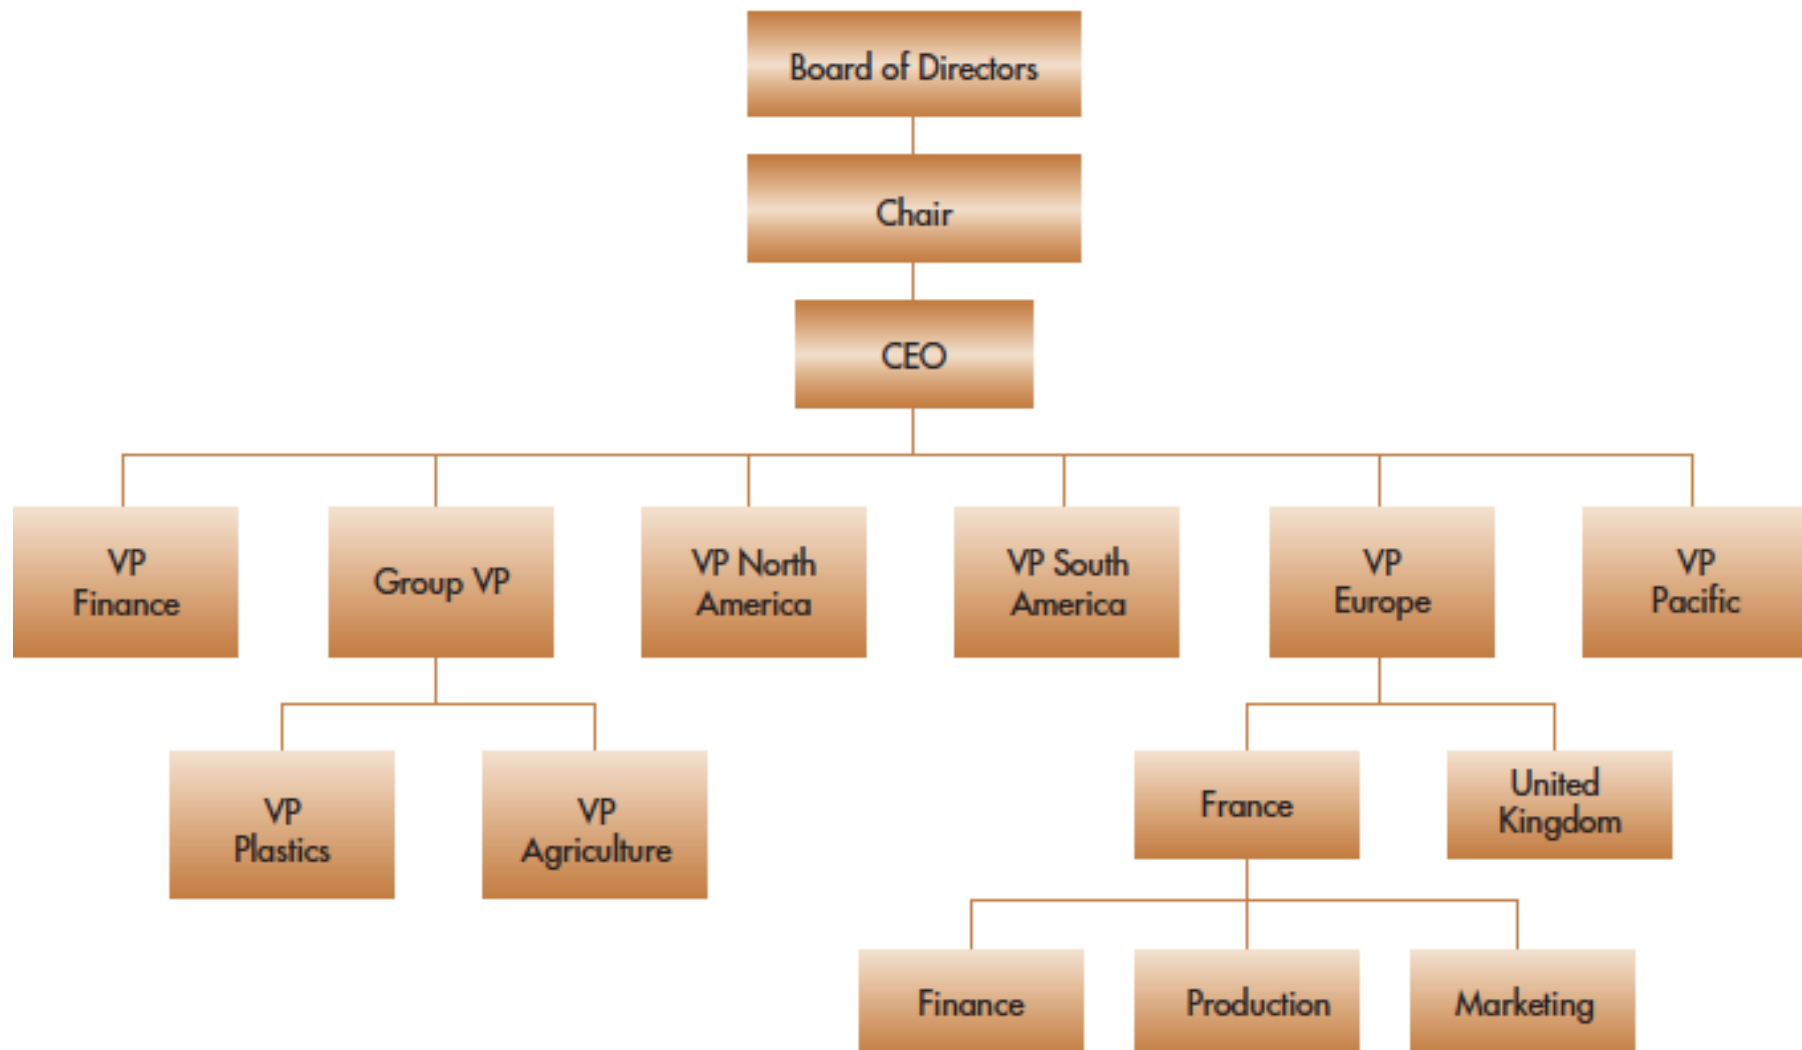 Board of Directors
Chair
CEO
VP
Finance
Group VP
VP North
America
VP South
America
VP
Europe
VP
Pacific
VP
Plastics
VP
Agriculture
France
United
Kingdom
Finance
Production
Marketing